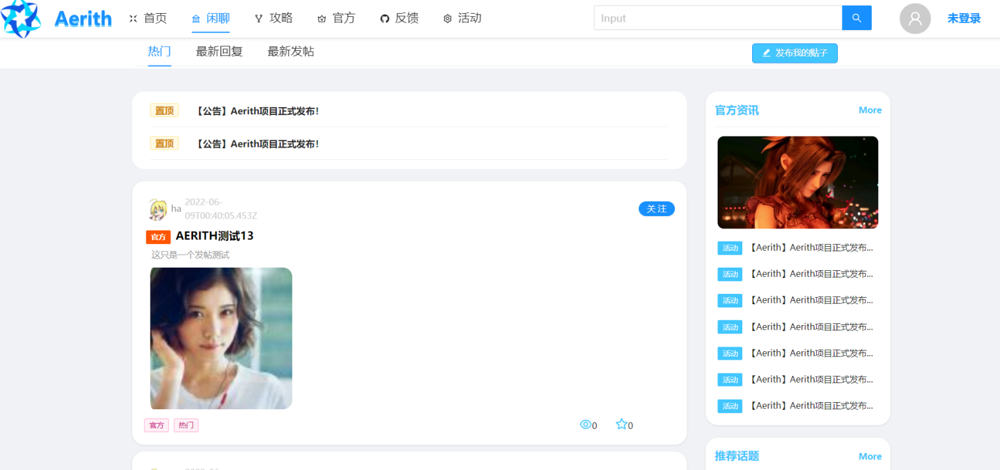 Aerith 首页 闲聊 攻略 官方 反馈 活动 Input 未登录
热门 最新回复 最新发帖 发布我的贴子
置顶 【公告】Aerith项目正式发布！
置顶 【公告】Aerith项目正式发布！
ha 2022-06-
09T00:40:05.453Z
关 注
官方 AERITH测试13
这只是一个发帖测试
官方 热门
0 0
官方资讯 More
活动 【Aerith】Aerith项目正式发布...
活动 【Aerith】Aerith项目正式发布...
活动 【Aerith】Aerith项目正式发布...
活动 【Aerith】Aerith项目正式发布...
活动 【Aerith】Aerith项目正式发布...
活动 【Aerith】Aerith项目正式发布...
活动 【Aerith】Aerith项目正式发布...
推荐话题 More